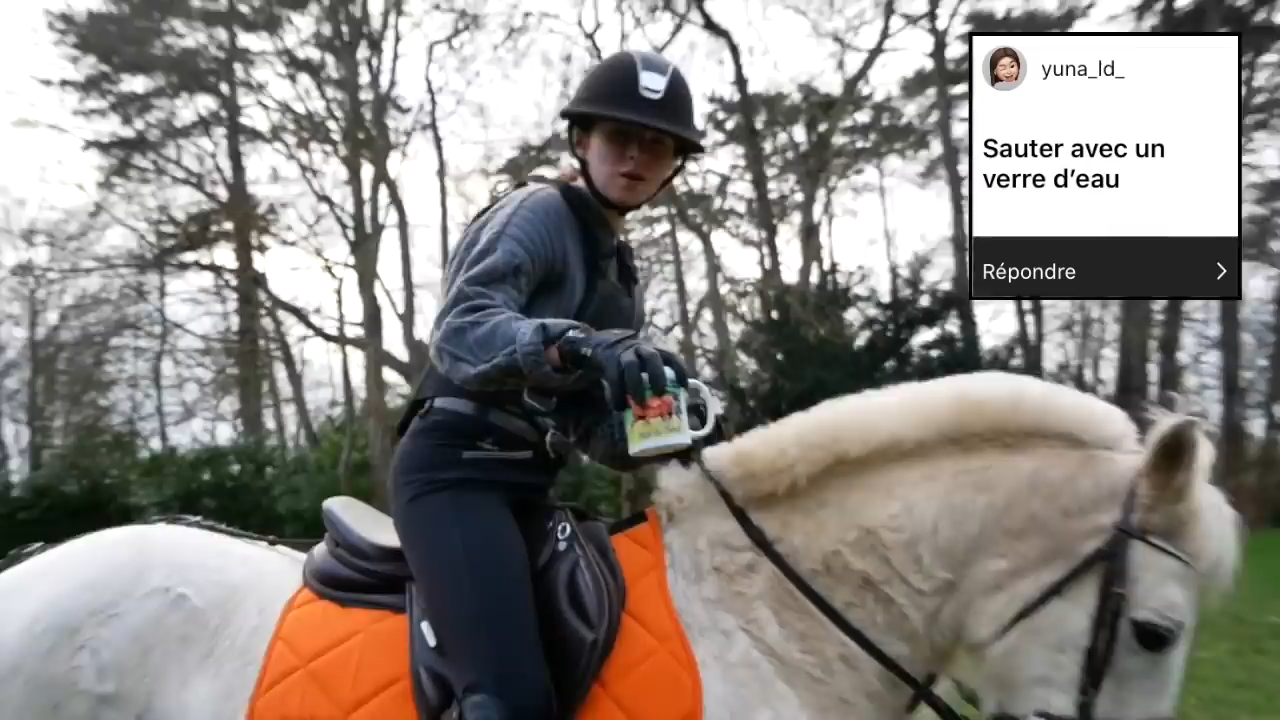 yuna_ld_
Sauter avec un
verre d’eau
Répondre